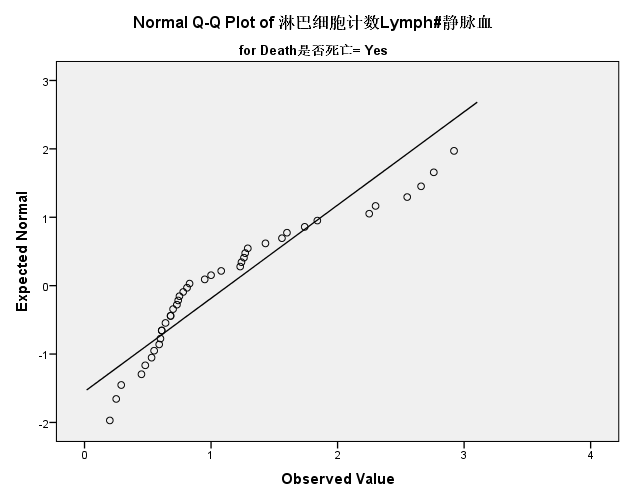 Normal Q-Q Plot of 淋巴细胞计数Lymph#静脉血
for Death是否死亡= Yes
3
2
1
0
-1
-2
Expected Normal
0 1 2 3 4
Observed Value